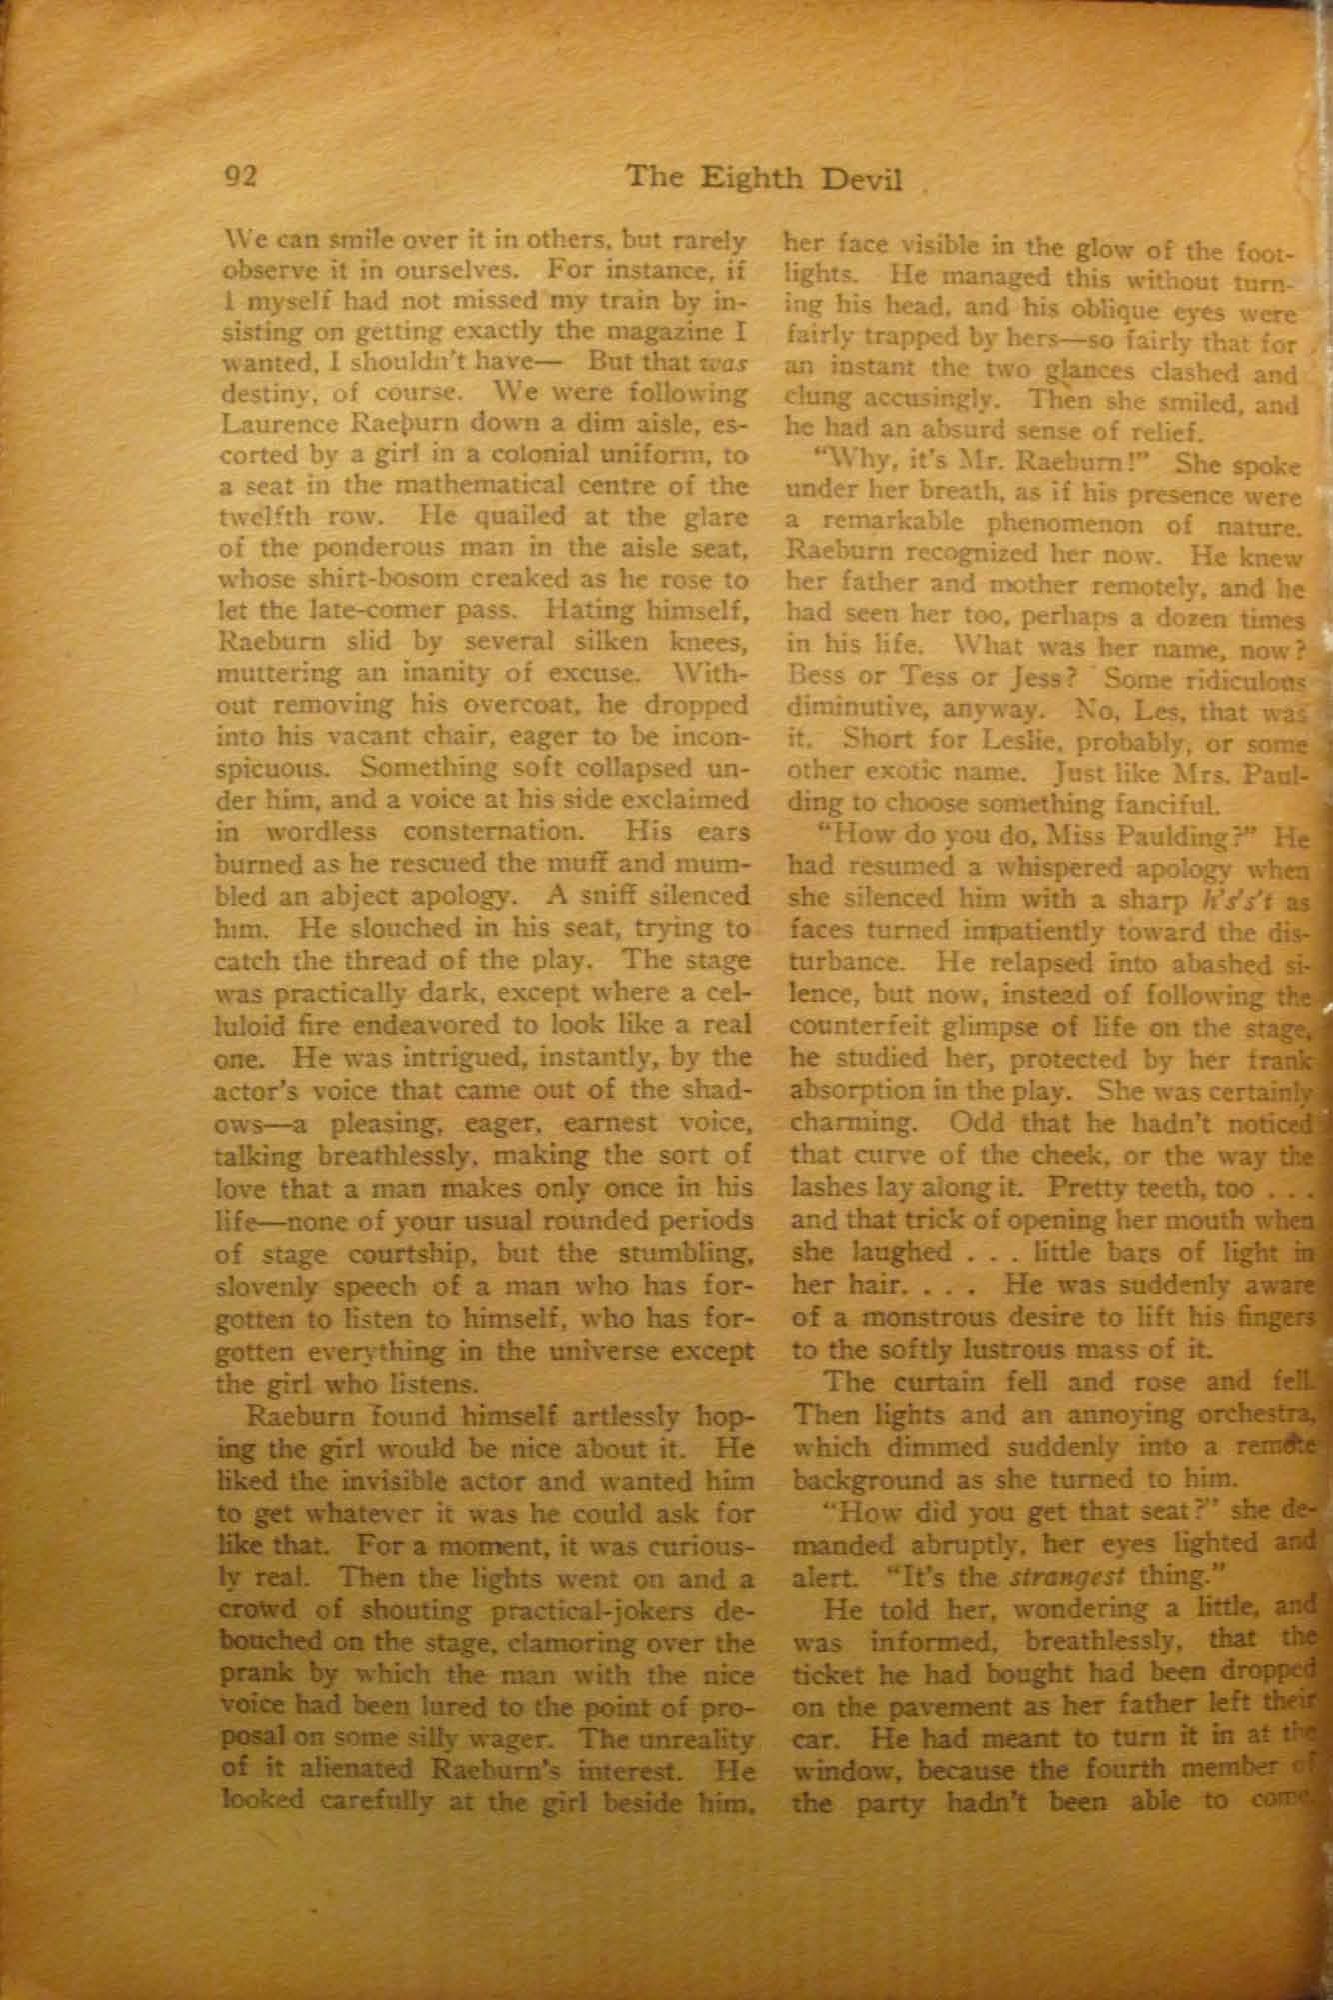 92
The Eighth Devil
We can smile over it in others, but rarely
observe it in ourselves. For instance, if
I myself had not missed my train by in-
sisting on getting exactly the magazine I
wanted, I shouldn't have— But that was
destiny, of course. We were following
Laurence Raeburn down a dim aisle, es-
corted by a girl in a colonial uniform, to
a seat in the mathematical centre of the
twelfth row. He quailed at the glare
of the ponderous man in the aisle seat,
whose shirt-bosom creaked as he rose to
let the late-comer pass. Hating himself,
Raeburn slid by several silken knees,
muttering an inanity of excuse. With-
out removing his overcoat, he dropped
into his vacant chair, eager to be incon-
spicuous. Something soft collapsed un-
der him, and a voice at his side exclaimed
in wordless consternation. His ears
burned as he rescued the muff and mum-
bled an abject apology. A sniff silenced
him. He slouched in his seat, trying to
catch the thread of the play. The stage
was practically dark, except where a cel-
luloid fire endeavored to look like a real
one. He was intrigued, instantly, by the
actor's voice that came out of the shad-
ows—a pleasing, eager, earnest voice,
talking breathlessly, making the sort of
love that a man makes only once in his
life—none of your usual rounded periods
of stage courtship, but the stumbling,
slovenly speech of a man who has for-
gotten to listen to himself, who has for-
gotten everything in the universe except
the girl who listens.
Raeburn found himself artlessly hop-
ing the girl would be nice about it. He
liked the invisible actor and wanted him
to get whatever it was he could ask for
like that. For a moment, it was curious-
ly real. Then the lights went on and a
crowd of shouting practical-jokers de-
bouched on the stage, clamoring over the
prank by which the man with the nice
voice had been lured to the point of pro-
posal on some silly wager. The unreality
of it alienated Raeburn's interest. He
looked carefully at the girl beside him,
her face visible in the glow of the foot-
lights. He managed this without turn-
ing his head, and his oblique eyes were
fairly trapped by hers—so fairly that for
an instant the two glances clashed and
clung accusingly. Then she smiled, and
he had an absurd sense of relief.
"Why, it's Mr. Raeburn!" She spoke
under her breath, as if his presence were
a remarkable phenomenon of nature.
Raeburn recognized her now. He knew
her father and mother remotely, and he
had seen her too, perhaps a dozen times
in his life. What was her name, now?
Bess or Tess or Jess? Some ridiculous
diminutive, anyway. No, Les, that was
it. Short for Leslie, probably, or some
other exotic name. Just like Mrs. Paul-
ding to choose something fanciful.
"How do you do, Miss Paulding?" He
had resumed a whispered apology when
she silenced him with a sharp h's's't as
faces turned impatiently toward the dis-
turbance. He relapsed into abashed si-
lence, but now, instead of following the
counterfeit glimpse of life on the stage,
he studied her, protected by her frank
absorption in the play. She was certainly
charming. Odd that he hadn't noticed
that curve of the cheek, or the way the
lashes lay along it. Pretty teeth, too . . .
and that trick of opening her mouth when
she laughed . . . little bars of light in
her hair. . . . He was suddenly aware
of a monstrous desire to lift his fingers
to the softly lustrous mass of it.
The curtain fell and rose and fell.
Then lights and an annoying orchestra,
which dimmed suddenly into a remote
background as she turned to him.
"How did you get that seat?" she de-
manded abruptly, her eyes lighted and
alert. "It's the strangest thing."
He told her, wondering a little, and
was informed, breathlessly, that the
ticket he had bought had been dropped
on the pavement as her father left their
car. He had meant to turn it in at the
window, because the fourth member of
the party hadn't been able to come.